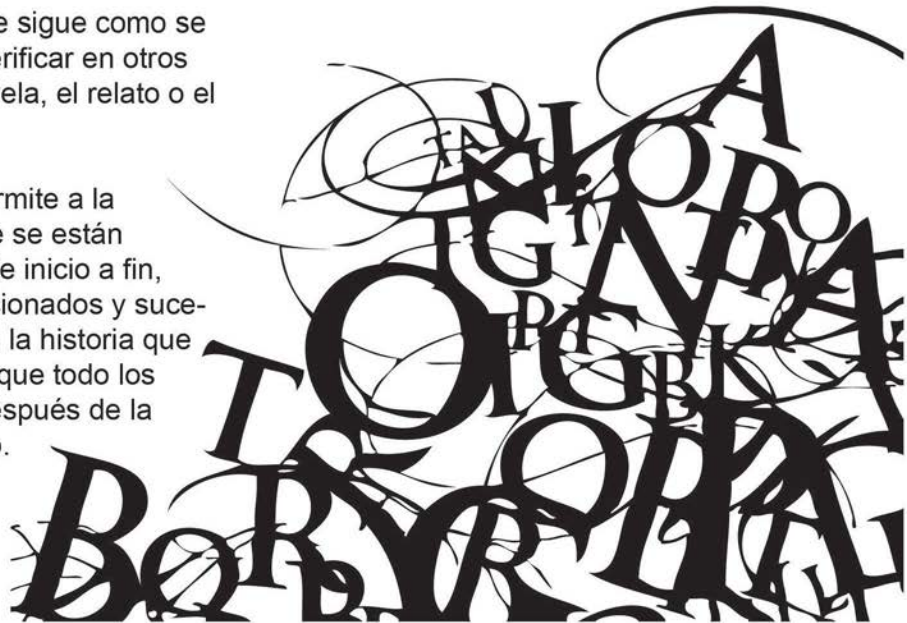 e sigue como se
erificar en otros
ela, el relato o el
rmite a la
e se están
e inicio a fin,
sionados y suce-
la historia que
que todo los
espués de la